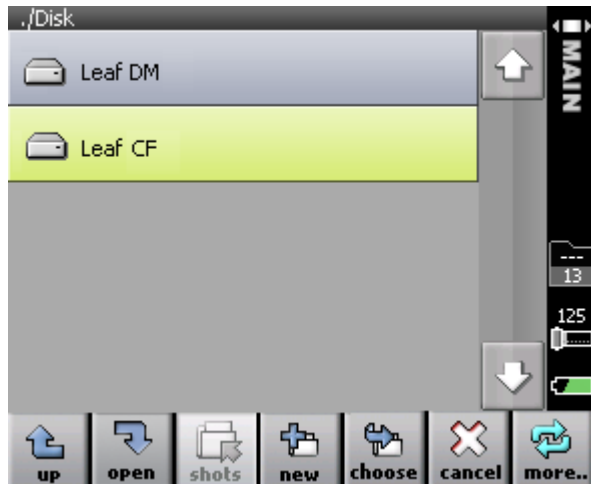 ./Disk
MAIN
Leaf DM
Leaf CF
---
13
125
up open shots new choose cancel more..